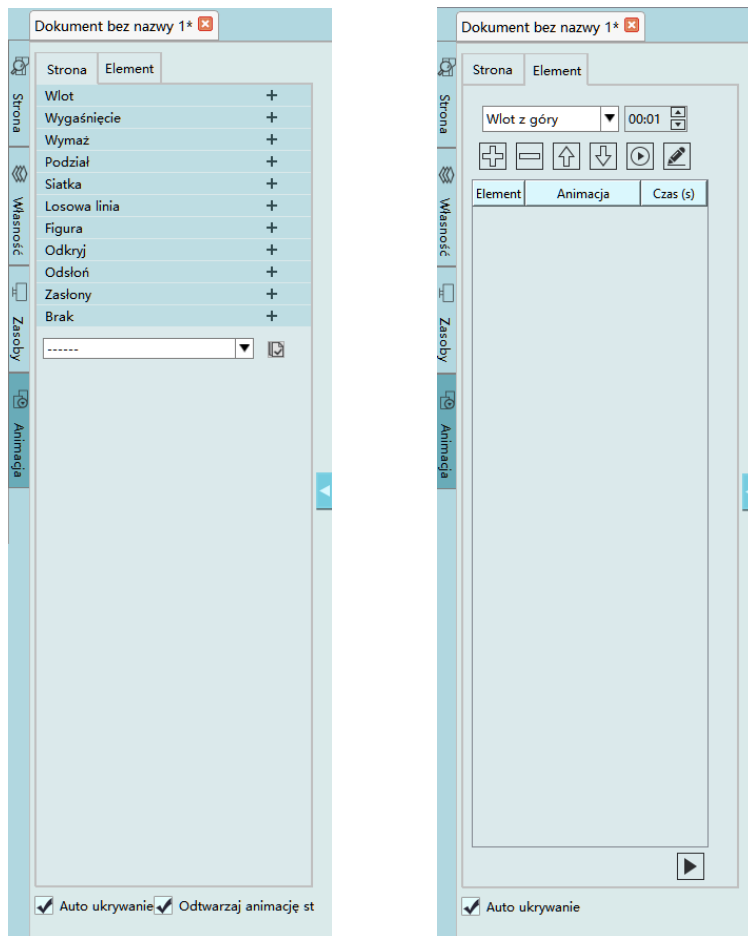 Dokument bez nazwy 1*
Strona Element
Wlot
Wygaśnięcie
Wymaż
Podział
Siatka
Losowa linia
Figura
Odkryj
Odsłoń
Zasłony
Brak
------
Auto ukrywanie Odtwarzaj animację st
Strona
Własność
Zasoby
Animacja
Dokument bez nazwy 1*
Strona Element
Wlot z góry 00:01
Element Animacja Czas (s)
Auto ukrywanie
Strona
Własność
Zasoby
Animacja